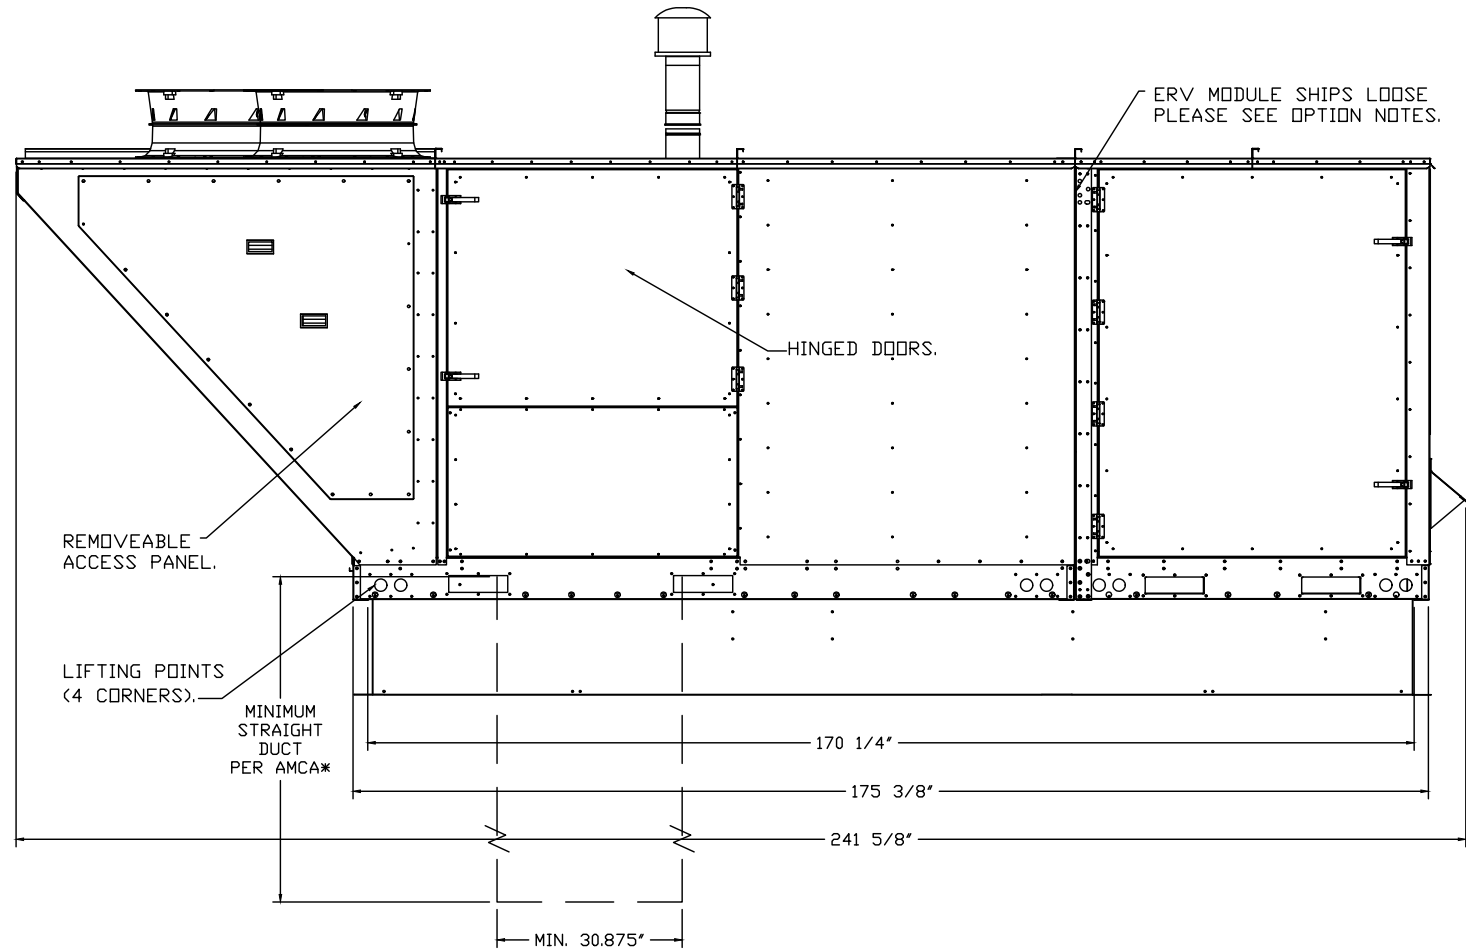 ERV MODULE SHIPS LOOSE
PLEASE SEE OPTION NOTES.
HINGED DOORS.
REMOVEABLE
ACCESS PANEL.
LIFTING POINTS
(4 CORNERS).
MINIMUM
STRAIGHT
DUCT
PER AMCA*
170 1/4"
175 3/8"
241 5/8"
MIN. 30.875"